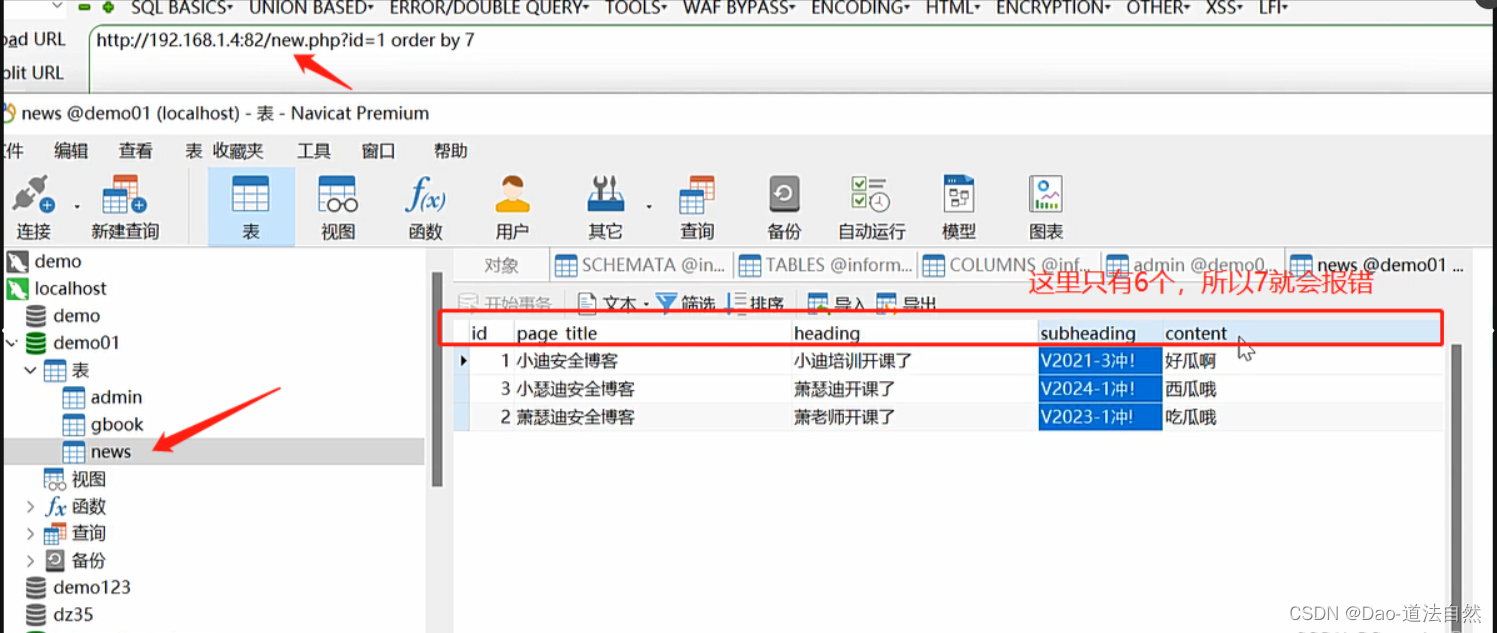 SQL BASICS▾ UNION BASED▾ ERROR/DOUBLE QUERY▾ TOOLS▾ WAF BYPASS▾ ENCODING▾ HTML▾ ENCRYPTION▾ OTHER▾ XSS▾ LFI▾
oad URL
http://192.168.1.4:82/new.php?id=1 order by 7
plit URL
news @demo01 (localhost) - 表 - Navicat Premium
文件 编辑 查看 表 收藏夹 工具 窗口 帮助
连接 新建查询 表 视图 函数 用户 其它 查询 备份 自动运行 模型 图表
对象 SCHEMATA @in... TABLES @inform... COLUMNS @inf... admin @demo0... news @demo01 ...
这里只有6个，所以7就会报错
开始事务 文本 筛选 排序 导入 导出
id page_title heading subheading content
1 小迪安全博客 小迪培训开课了 V2021-3冲! 好瓜啊
3 小瑟迪安全博客 萧瑟迪开课了 V2024-1冲! 西瓜哦
2 萧瑟迪安全博客 萧老师开课了 V2023-1冲! 吃瓜哦
demo
localhost
demo
demo01
表
admin
gbook
news
视图
fx 函数
查询
备份
demo123
dz35
CSDN @Dao-道法自然